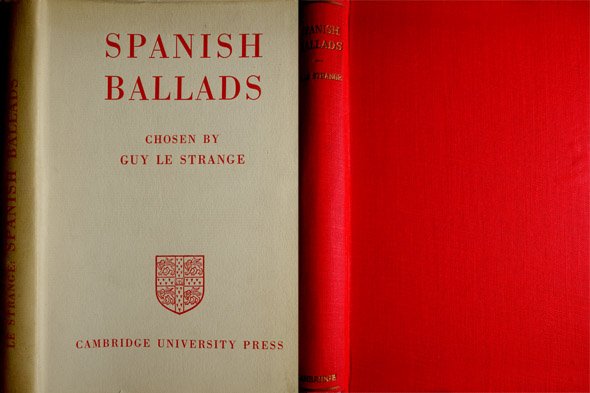 LE STRANGE: SPANISH BALLADS
SPANISH
BALLADS
CHOSEN BY
GUY LE STRANGE
CAMBRIDGE UNIVERSITY PRESS
SPANISH
BALLADS
LE STRANGE
CAMBRIDGE